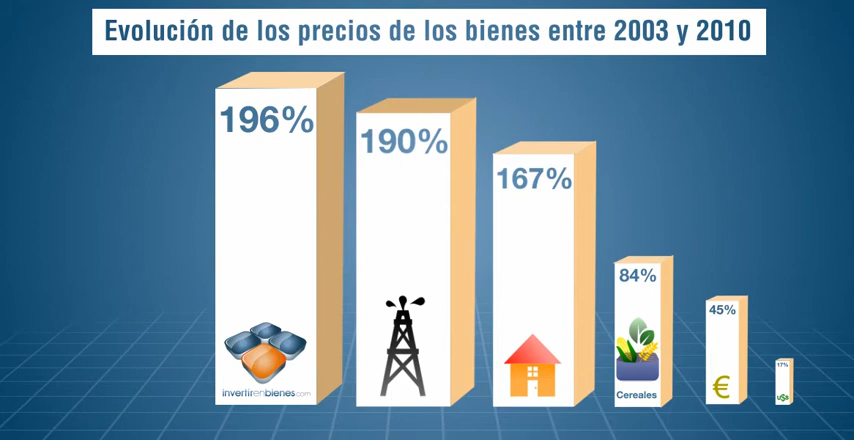 Evolución de los precios de los bienes entre 2003 y 2010
196%
190%
167%
84%
45%
17%
invertirenbienes.com
Cereales
€
U$S